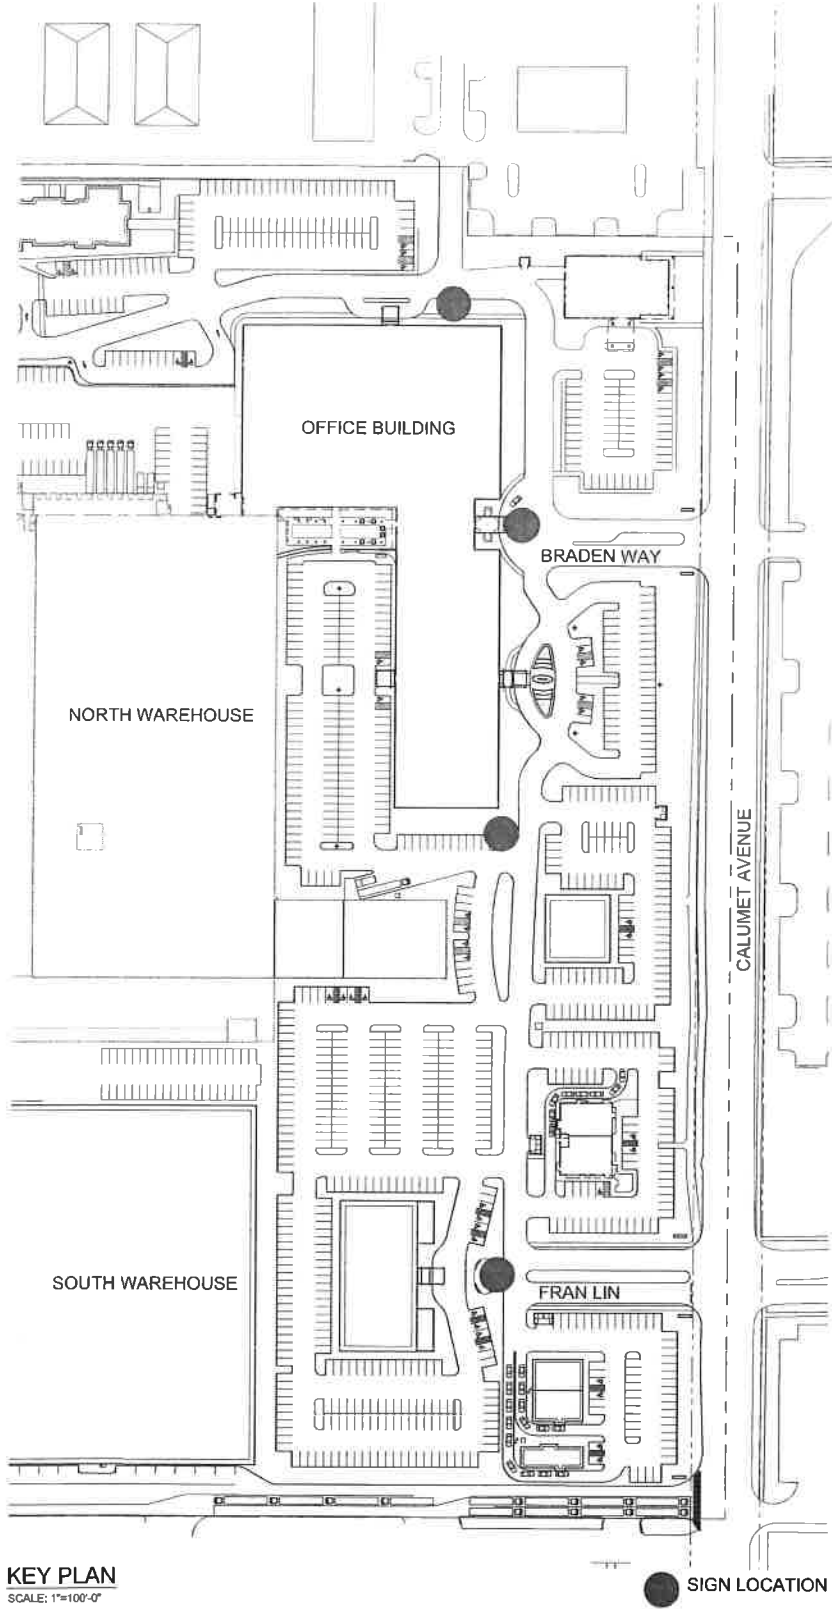 OFFICE BUILDING
BRADEN WAY
NORTH WAREHOUSE
CALUMET AVENUE
SOUTH WAREHOUSE
FRAN LIN
KEY PLAN
SCALE: 1"=100'-0"
SIGN LOCATION